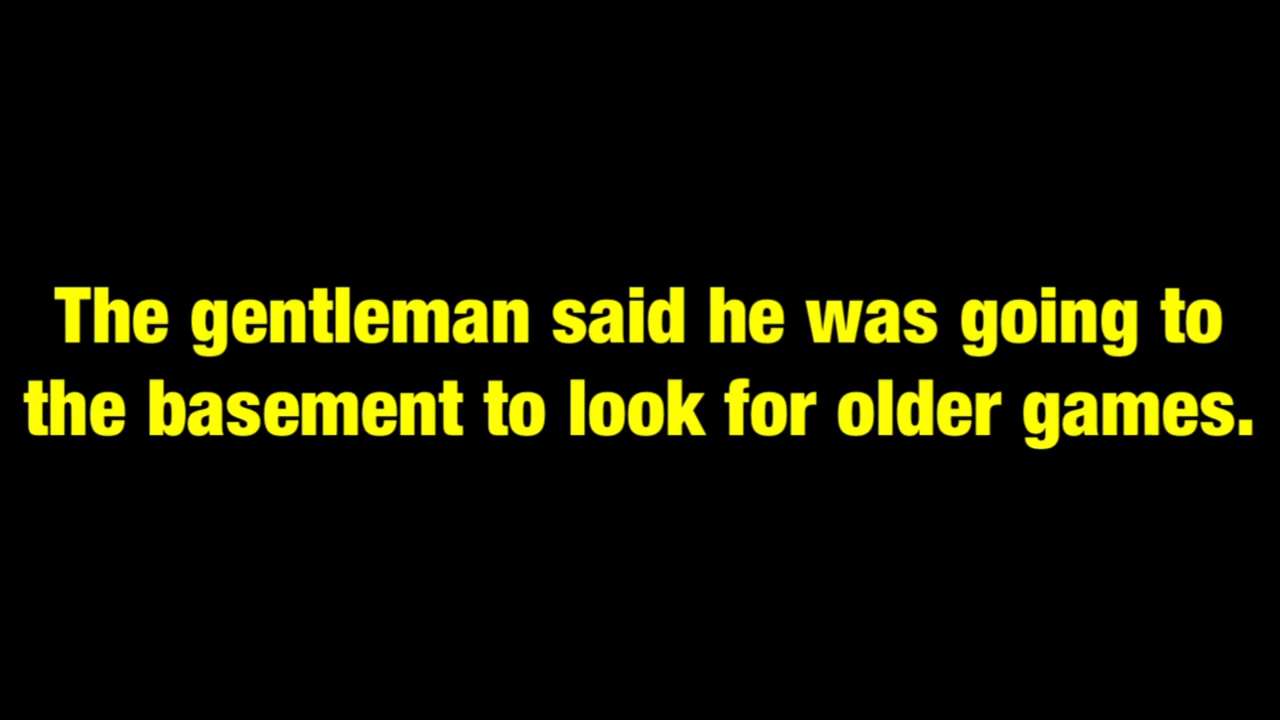 The gentleman said he was going to
the basement to look for older games.